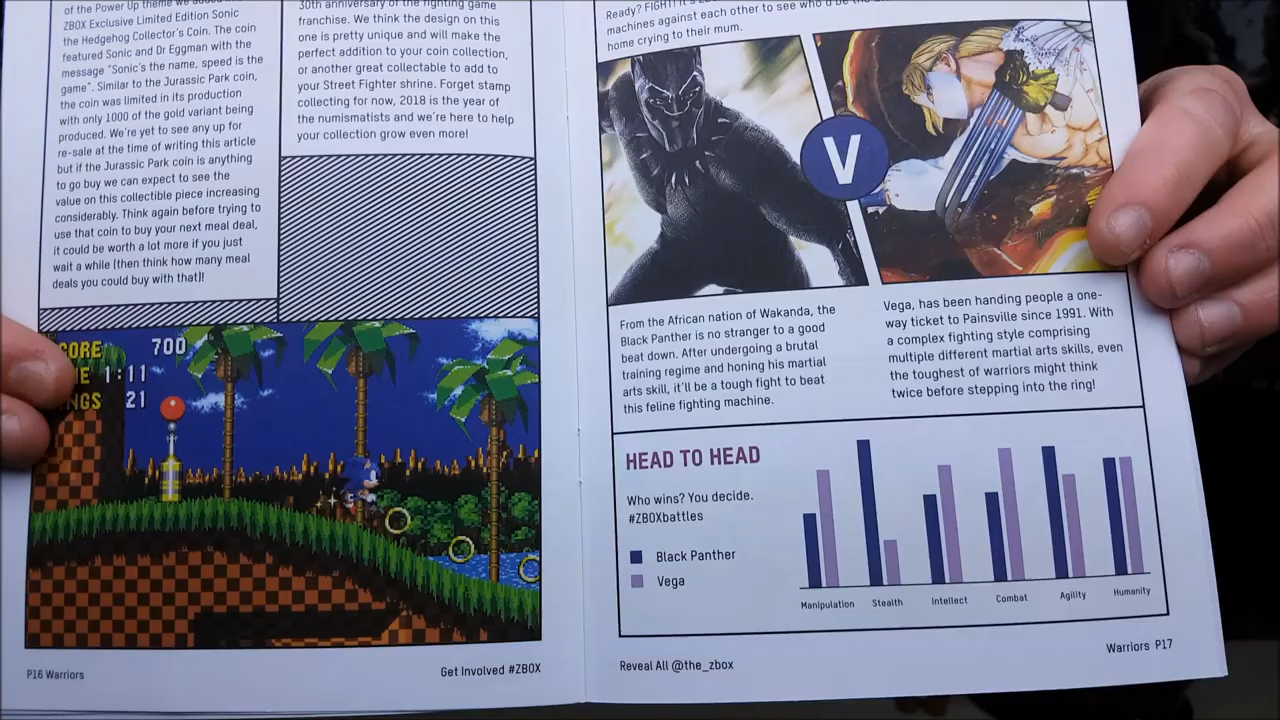 of the Power Up theme we added
ZBOX Exclusive Limited Edition Sonic
the Hedgehog Collector's Coin. The coin
featured Sonic and Dr Eggman with the
message "Sonic's the name, speed is the
game". Similar to the Jurassic Park coin,
the coin was limited in its production
with only 1000 of the gold variant being
produced. We're yet to see any up for
re-sale at the time of writing this article
but if the Jurassic Park coin is anything
to go buy we can expect to see the
value on this collectible piece increasing
considerably. Think again before trying to
use that coin to buy your next meal deal,
it could be worth a lot more if you just
wait a while (then think how many meal
deals you could buy with that)!
30th anniversary of the fighting game
franchise. We think the design on this
one is pretty unique and will make the
perfect addition to your coin collection,
or another great collectable to add to
your Street Fighter shrine. Forget stamp
collecting for now, 2018 is the year of
the numismatists and we're here to help
your collection grow even more!
CORE 700
ME 1:11
NGS 21
P16 Warriors
Get Involved #ZBOX
Ready? FIGHT! It's
machines against each other to see who'd be the
home crying to their mum.
V
From the African nation of Wakanda, the
Black Panther is no stranger to a good
beat down. After undergoing a brutal
training regime and honing his martial
arts skill, it'll be a tough fight to beat
this feline fighting machine.
Vega, has been handing people a one-
way ticket to Painsville since 1991. With
a complex fighting style comprising
multiple different martial arts skills, even
the toughest of warriors might think
twice before stepping into the ring!
HEAD TO HEAD
Who wins? You decide.
#ZBOXbattles
Black Panther
Vega
Manipulation Stealth Intellect Combat Agility Humanity
Reveal All @the_zbox
Warriors P17